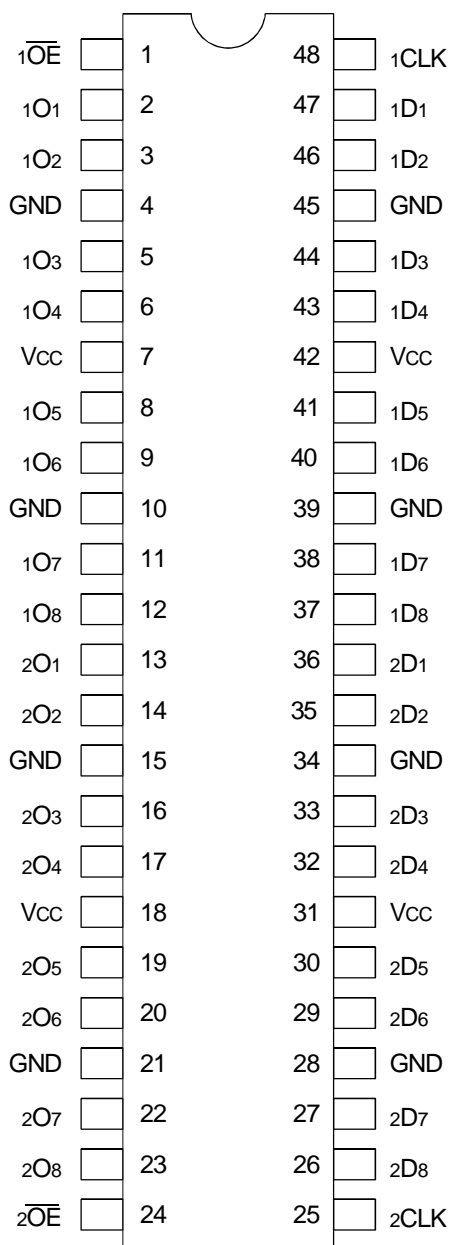 1O̅E̅ 1 48 1CLK
1O1 2 47 1D1
1O2 3 46 1D2
GND 4 45 GND
1O3 5 44 1D3
1O4 6 43 1D4
VCC 7 42 VCC
1O5 8 41 1D5
1O6 9 40 1D6
GND 10 39 GND
1O7 11 38 1D7
1O8 12 37 1D8
2O1 13 36 2D1
2O2 14 35 2D2
GND 15 34 GND
2O3 16 33 2D3
2O4 17 32 2D4
VCC 18 31 VCC
2O5 19 30 2D5
2O6 20 29 2D6
GND 21 28 GND
2O7 22 27 2D7
2O8 23 26 2D8
2O̅E̅ 24 25 2CLK